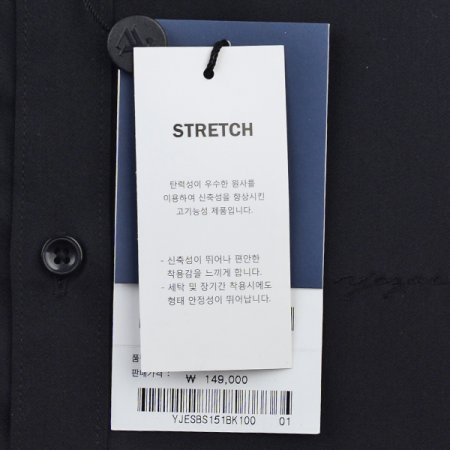 STRETCH
탄력성이 우수한 원사를
이용하여 신축성을 향상시킨
고기능성 제품입니다.
- 신축성이 뛰어나 편안한
착용감을 느끼게 합니다.
- 세탁 및 장기간 착용시에도
형태 안정성이 뛰어납니다.
판매가격 : ₩ 149,000
YJESBS151BK100 01